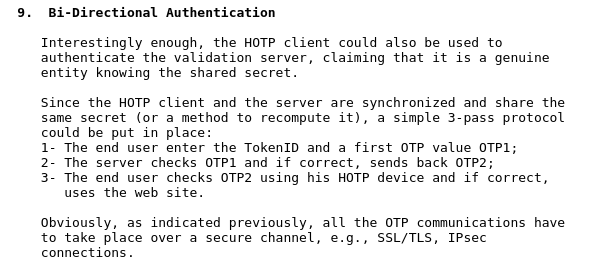 9.  Bi-Directional Authentication
Interestingly enough, the HOTP client could also be used to
authenticate the validation server, claiming that it is a genuine
entity knowing the shared secret.
Since the HOTP client and the server are synchronized and share the
same secret (or a method to recompute it), a simple 3-pass protocol
could be put in place:
1- The end user enter the TokenID and a first OTP value OTP1;
2- The server checks OTP1 and if correct, sends back OTP2;
3- The end user checks OTP2 using his HOTP device and if correct,
uses the web site.
Obviously, as indicated previously, all the OTP communications have
to take place over a secure channel, e.g., SSL/TLS, IPsec
connections.